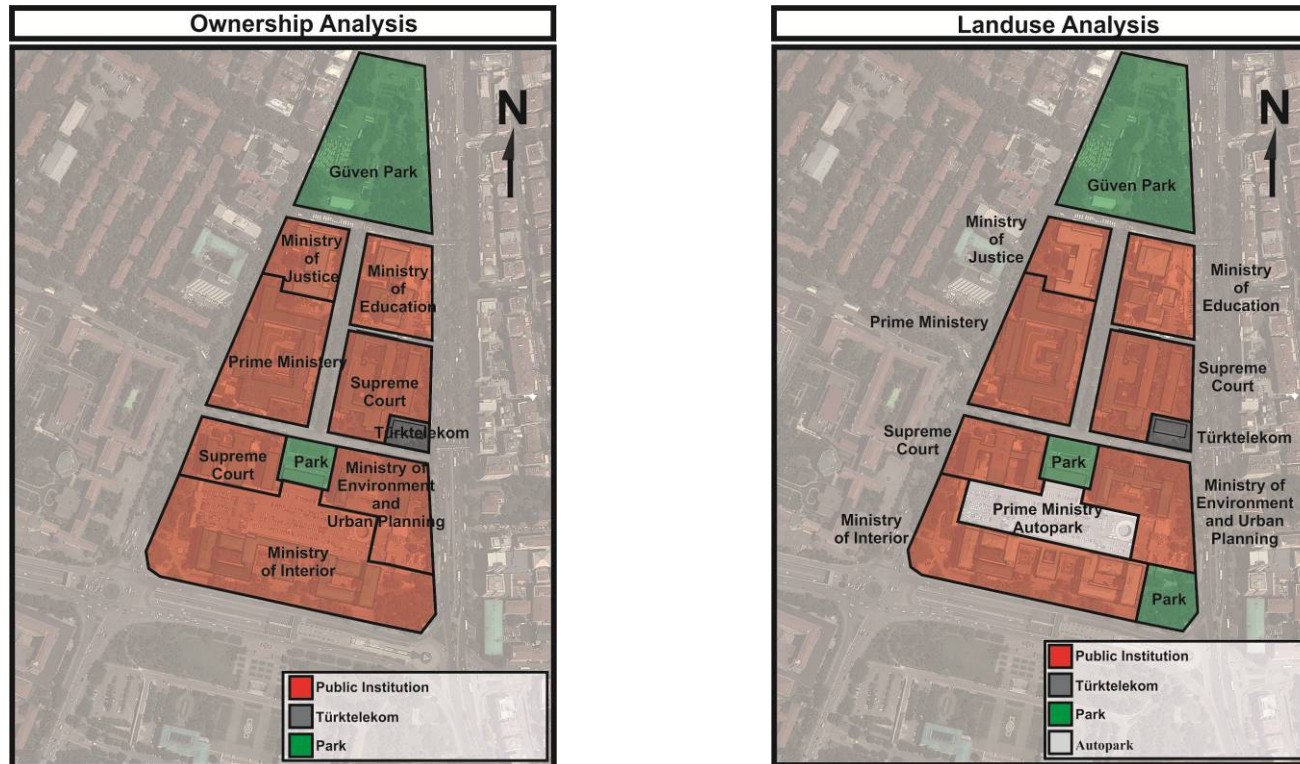 Ownership Analysis
N
Güven Park
Ministry
of
Justice
Ministry
of
Education
Prime Ministery
Supreme
Court
Türktelekom
Supreme
Court
Park
Ministry of
Environment
and
Urban Planning
Ministry
of Interior
Public Institution
Türktelekom
Park
Landuse Analysis
N
Güven Park
Ministry
of
Justice
Ministry
of
Education
Prime Ministery
Supreme
Court
Türktelekom
Supreme
Court
Park
Ministry of
Environment
and Urban
Planning
Prime Ministry
Autopark
Ministry
of Interior
Park
Public Institution
Türktelekom
Park
Autopark